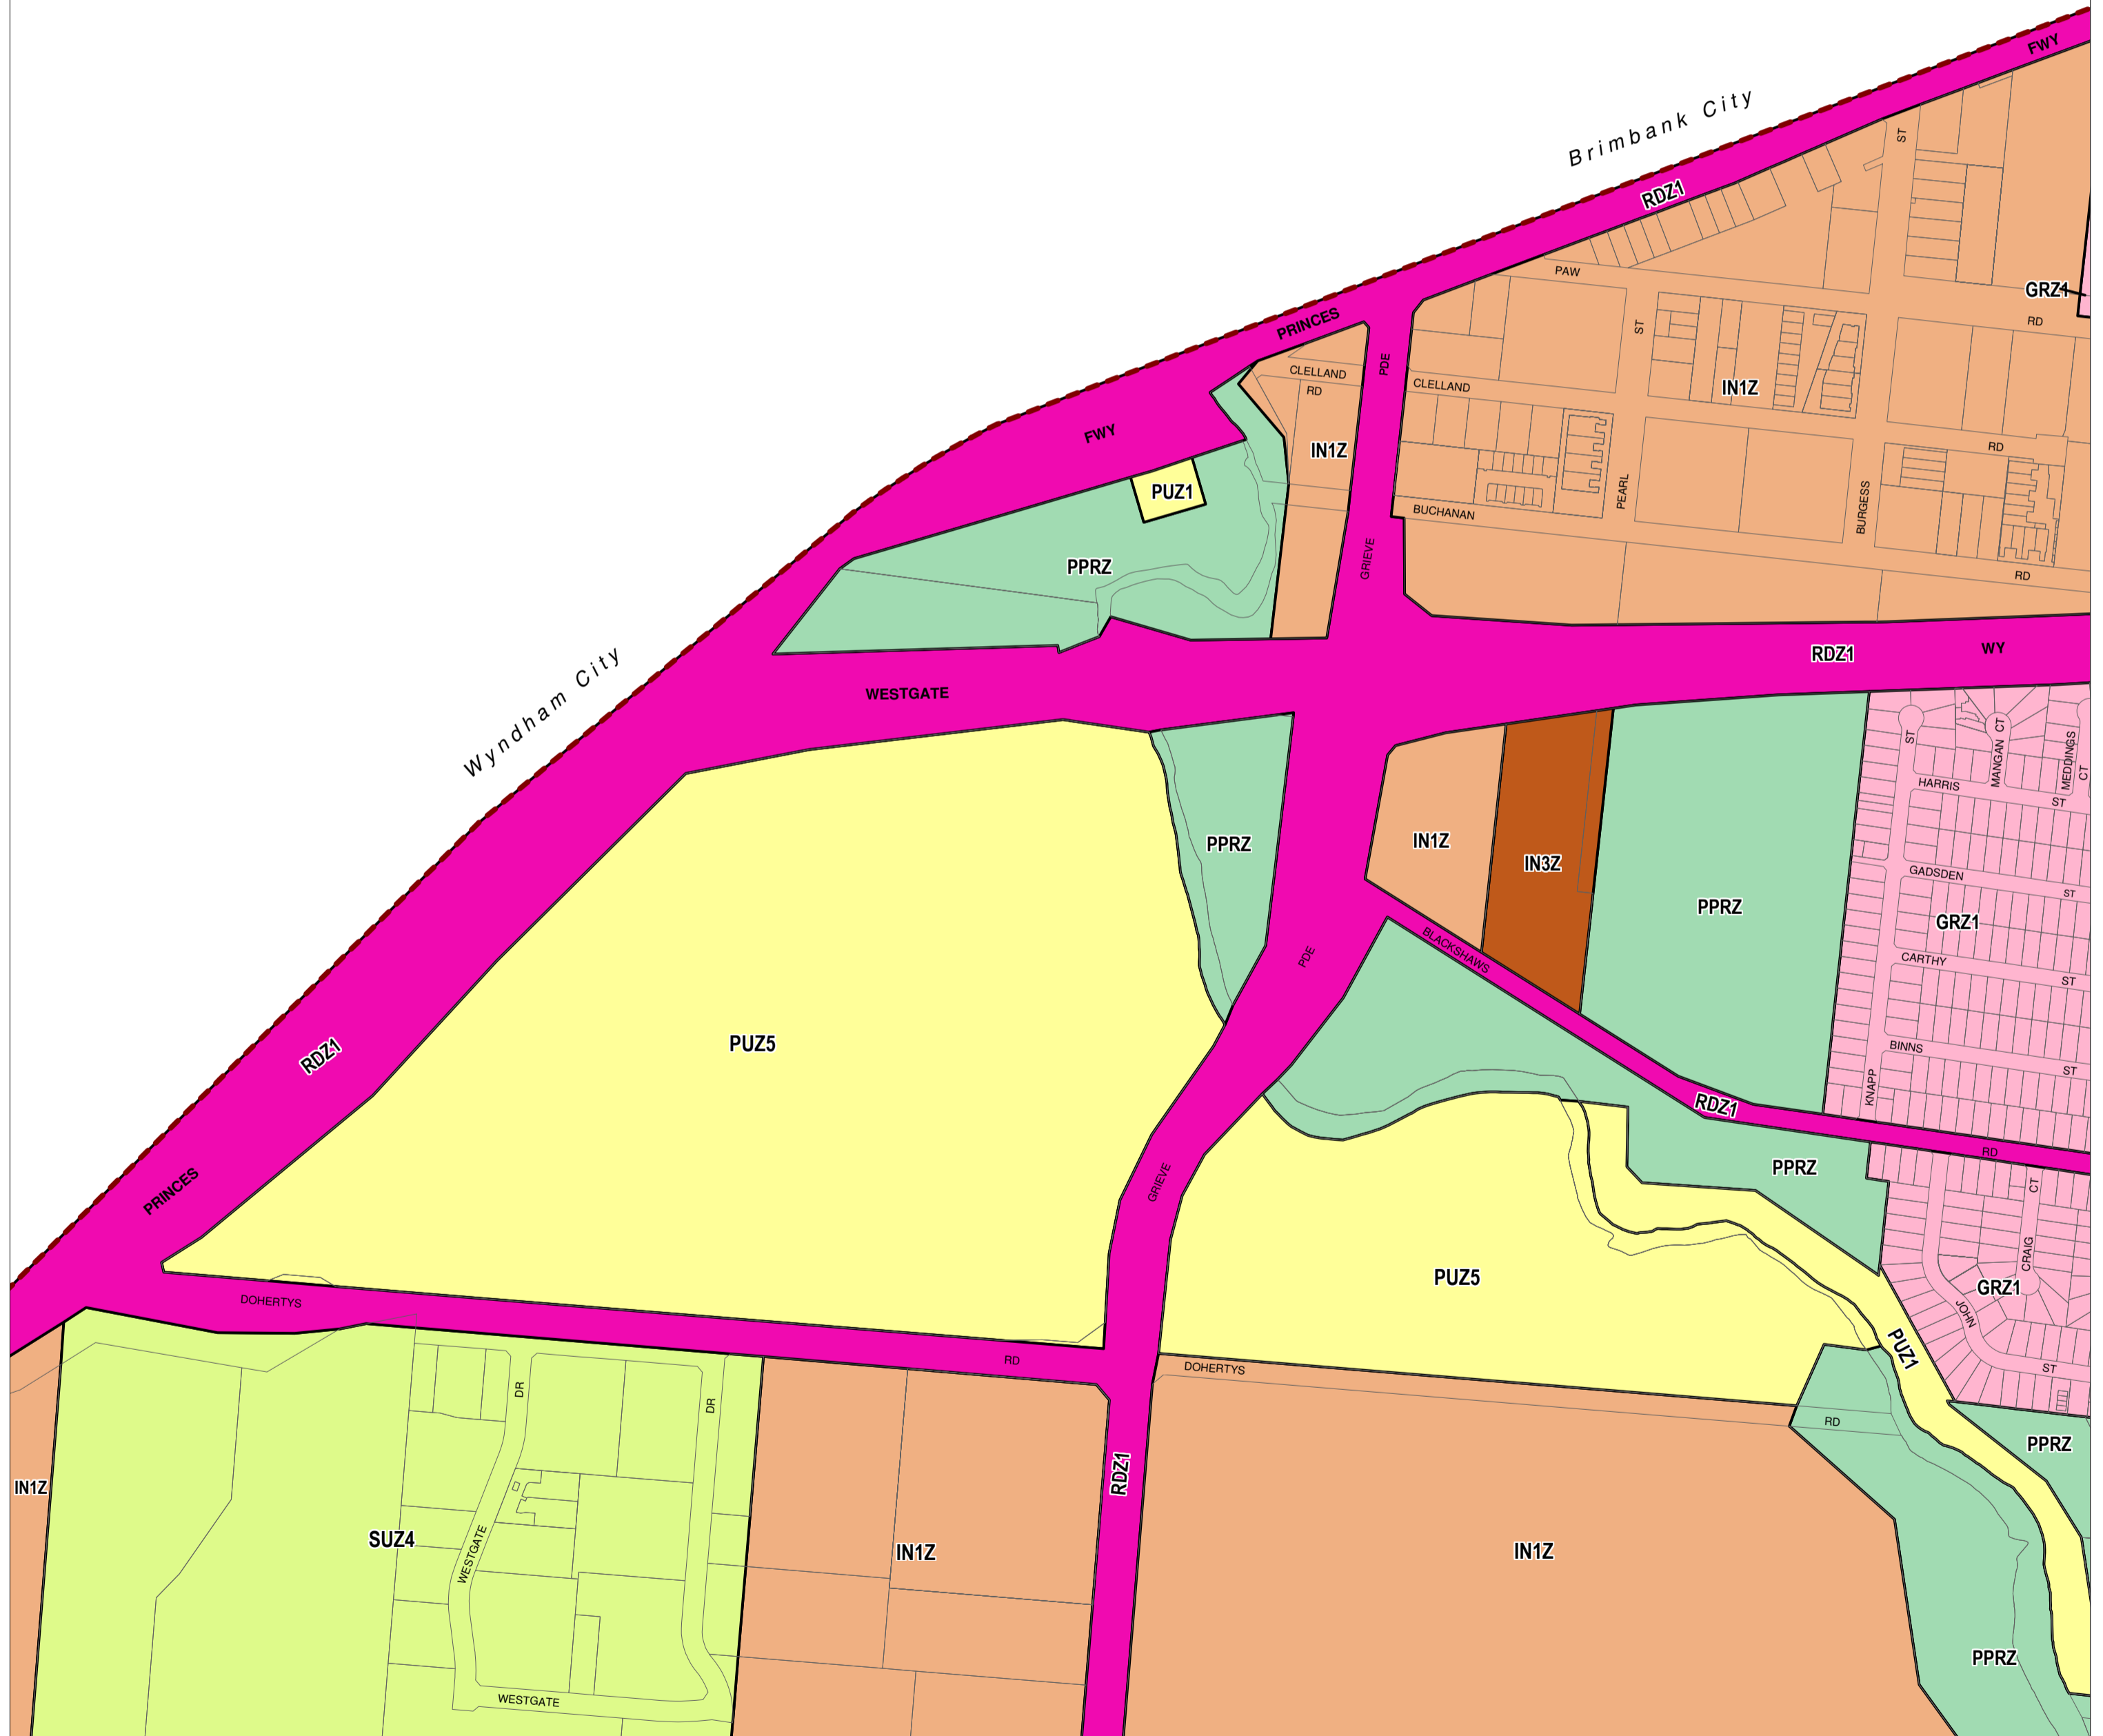 FWY
Brimbank City
ST
RDZ1
PAW
GRZ1
RD
PRINCES
ST
PDE
CLELLAND
RD
CLELLAND
IN1Z
FWY
IN1Z
RD
PUZ1
PEARL
BURGESS
BUCHANAN
GRIEVE
PPRZ
RD
Wyndham City
RDZ1
WY
WESTGATE
ST
MANGAN CT
MEDDINGS
CT
HARRIS
ST
PPRZ
IN1Z
IN3Z
GADSDEN
ST
PPRZ
GRZ1
BLACKSHAWS
PDE
CARTHY
ST
PUZ5
RDZ1
BINNS
ST
KNAPP
RDZ1
RD
PPRZ
GRIEVE
PRINCES
CT
CRAIG
PUZ5
GRZ1
JOHN
DOHERTYS
RD
DOHERTYS
PUZ1
ST
DR
DR
RD
PPRZ
RDZ1
IN1Z
SUZ4
WESTGATE
IN1Z
IN1Z
PPRZ
WESTGATE